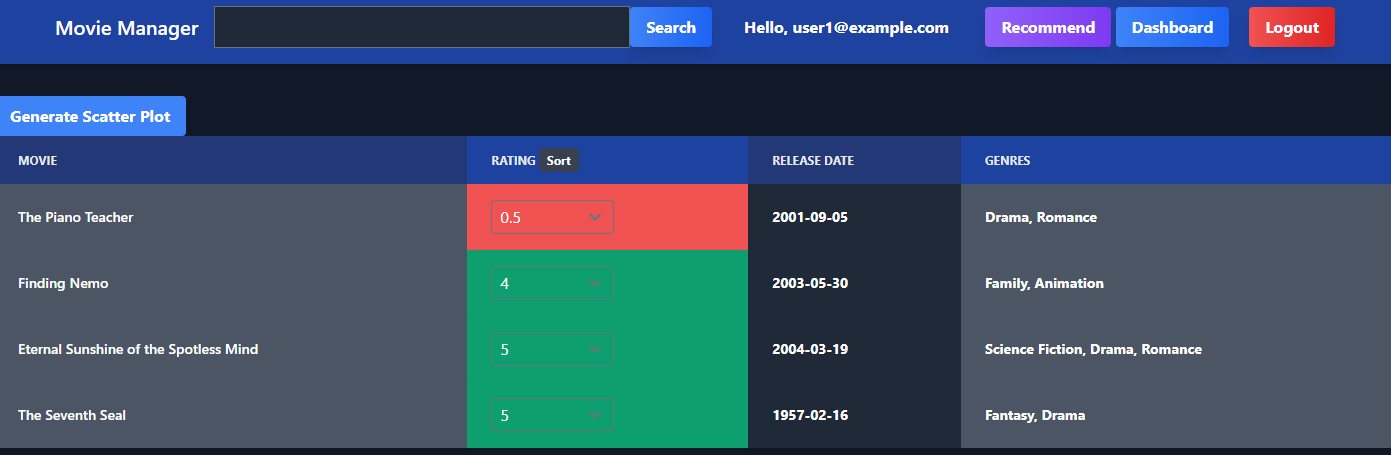 Movie Manager Search Hello, user1@example.com Recommend Dashboard Logout
Generate Scatter Plot
MOVIE RATING Sort RELEASE DATE GENRES
The Piano Teacher 0.5 2001-09-05 Drama, Romance
Finding Nemo 4 2003-05-30 Family, Animation
Eternal Sunshine of the Spotless Mind 5 2004-03-19 Science Fiction, Drama, Romance
The Seventh Seal 5 1957-02-16 Fantasy, Drama